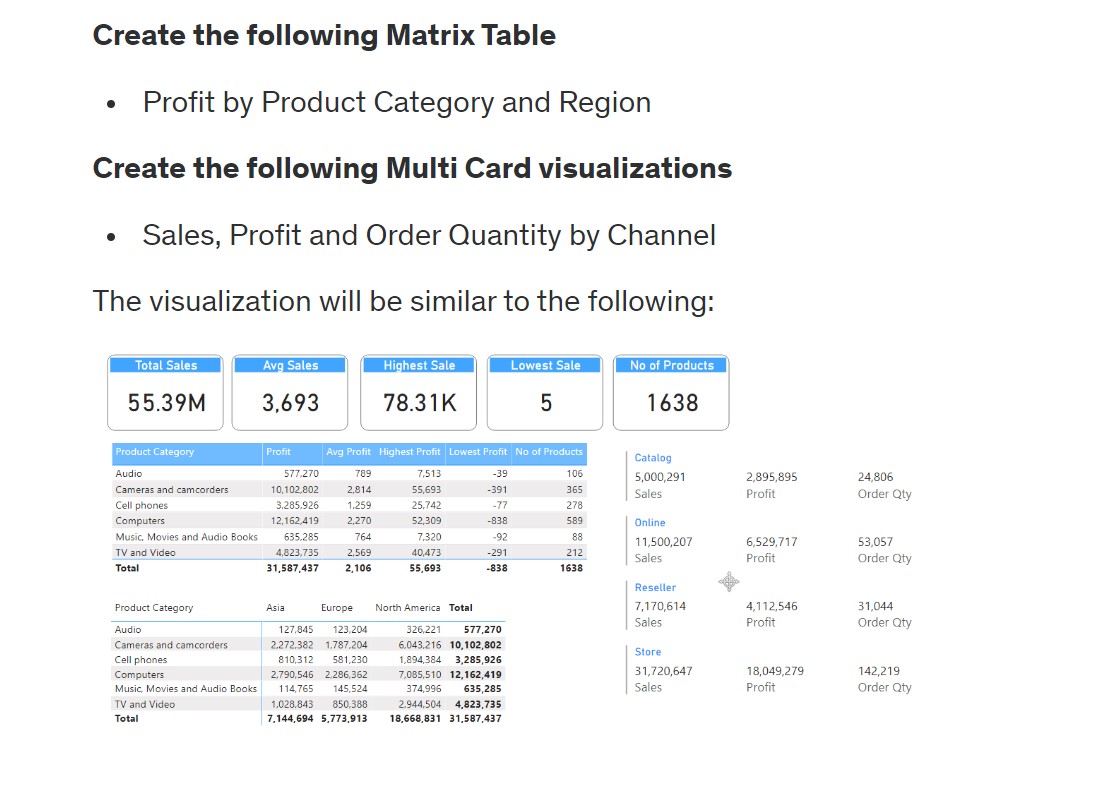 Create the following Matrix Table
• Profit by Product Category and Region
Create the following Multi Card visualizations
• Sales, Profit and Order Quantity by Channel
The visualization will be similar to the following:
Total Sales Avg Sales Highest Sale Lowest Sale No of Products
55.39M 3,693 78.31K 5 1638
Product Category Profit Avg Profit Highest Profit Lowest Profit No of Products
Audio 577,270 789 7,513 -39 106
Cameras and camcorders 10,102,802 2,814 55,693 -391 365
Cell phones 3,285,926 1,259 25,742 -77 278
Computers 12,162,419 2,270 52,309 -838 589
Music, Movies and Audio Books 635,285 764 7,320 -92 88
TV and Video 4,823,735 2,569 40,473 -291 212
Total 31,587,437 2,106 55,693 -838 1638
Product Category Asia Europe North America Total
Audio 127,845 123,204 326,221 577,270
Cameras and camcorders 2,272,382 1,787,204 6,043,216 10,102,802
Cell phones 810,312 581,230 1,894,384 3,285,926
Computers 2,790,546 2,286,362 7,085,510 12,162,419
Music, Movies and Audio Books 114,765 145,524 374,996 635,285
TV and Video 1,028,843 850,388 2,944,504 4,823,735
Total 7,144,694 5,773,913 18,668,831 31,587,437
Catalog
5,000,291 2,895,895 24,806
Sales Profit Order Qty
Online
11,500,207 6,529,717 53,057
Sales Profit Order Qty
Reseller
7,170,614 4,112,546 31,044
Sales Profit Order Qty
Store
31,720,647 18,049,279 142,219
Sales Profit Order Qty